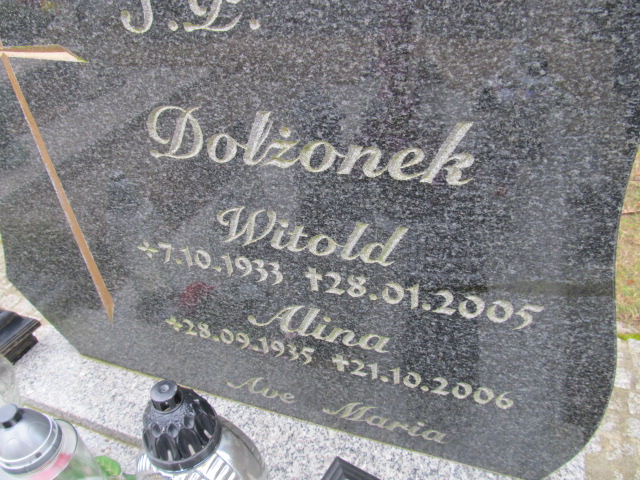 Ś.P.
Dolżonek
Witold
7.10.1933 †28.01.2005
Alina
28.09.1935 †21.10.2006
Ave Maria